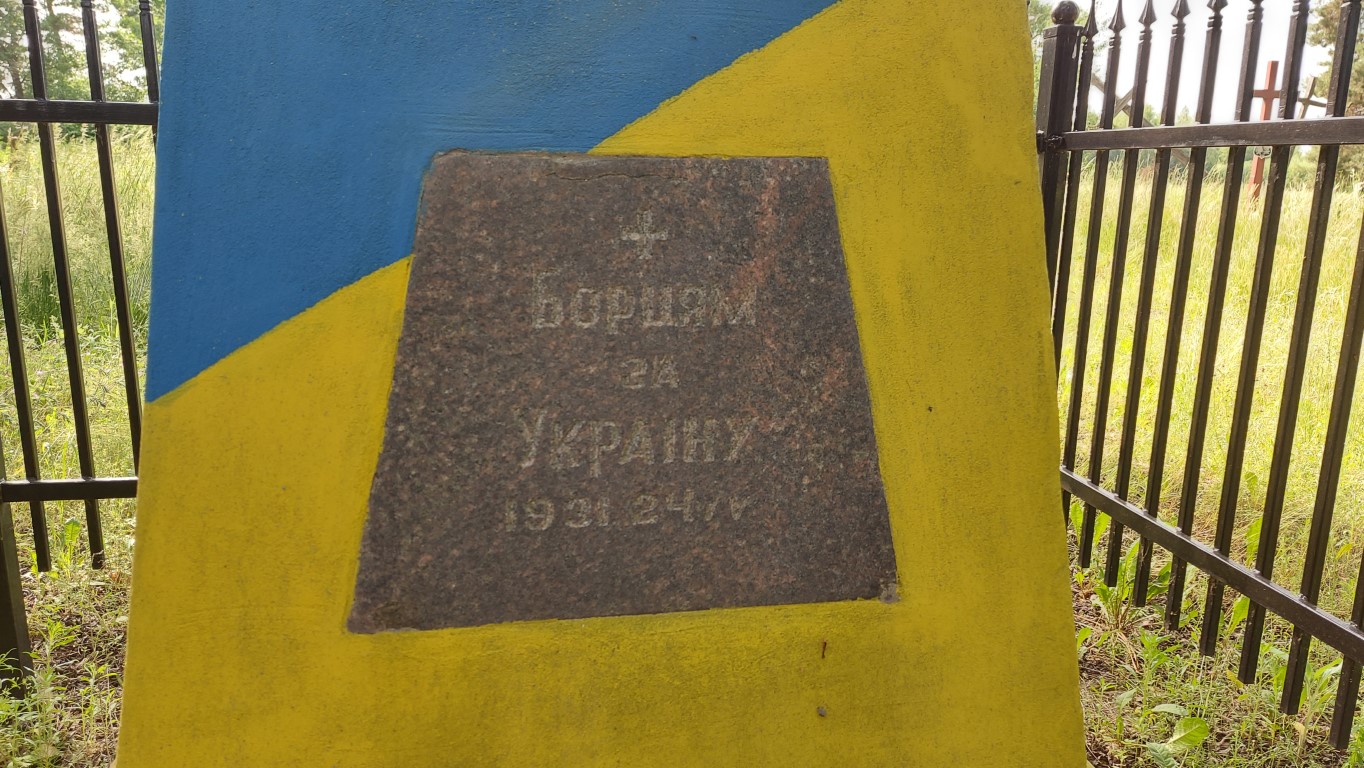 Борцям
за
Україну
1931.24/V